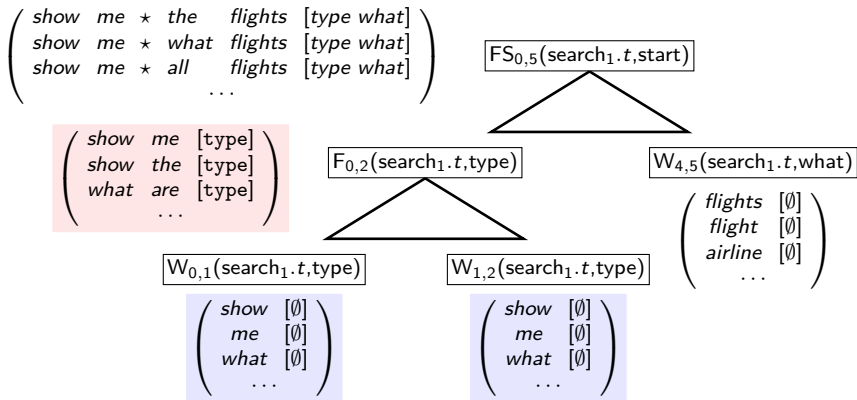 show me ⋆ the flights [type what]
show me ⋆ what flights [type what]
show me ⋆ all flights [type what]
...
FS0,5(search1.t,start)
show me [type]
show the [type]
what are [type]
...
F0,2(search1.t,type)
W4,5(search1.t,what)
flights [∅]
flight [∅]
airline [∅]
...
W0,1(search1.t,type)
W1,2(search1.t,type)
show [∅]
me [∅]
what [∅]
...
show [∅]
me [∅]
what [∅]
...